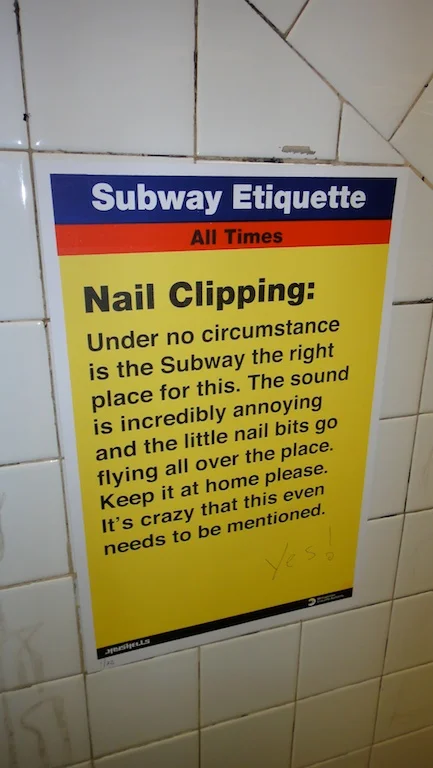 Subway Etiquette
All Times
Nail Clipping:
Under no circumstance
is the Subway the right
place for this. The sound
is incredibly annoying
and the little nail bits go
flying all over the place.
Keep it at home please.
It's crazy that this even
needs to be mentioned.
Yes!